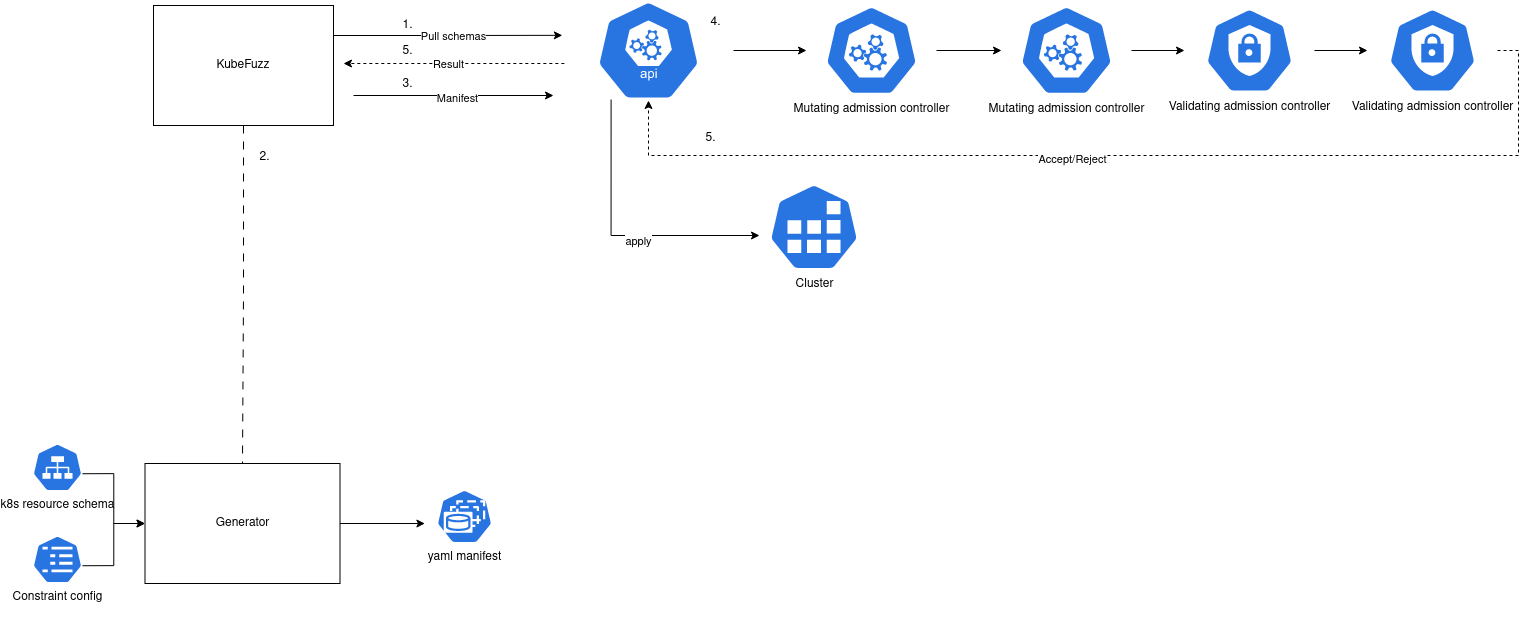 1.
Pull schemas
KubeFuzz
5.
Result
3.
Manifest
api
4.
Mutating admission controller
Mutating admission controller
Validating admission controller
Validating admission controller
5.
Accept/Reject
2.
apply
Cluster
k8s resource schema
Generator
yaml manifest
Constraint config